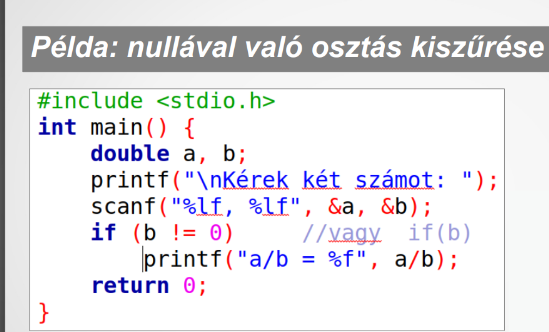 Példa: nullával való osztás kiszűrése
#include <stdio.h>
int main() {
    double a, b;
    printf("\nKérek két számot: ");
    scanf("%lf, %lf", &a, &b);
    if (b != 0)     //vagy  if(b)
        printf("a/b = %f", a/b);
    return 0;
}